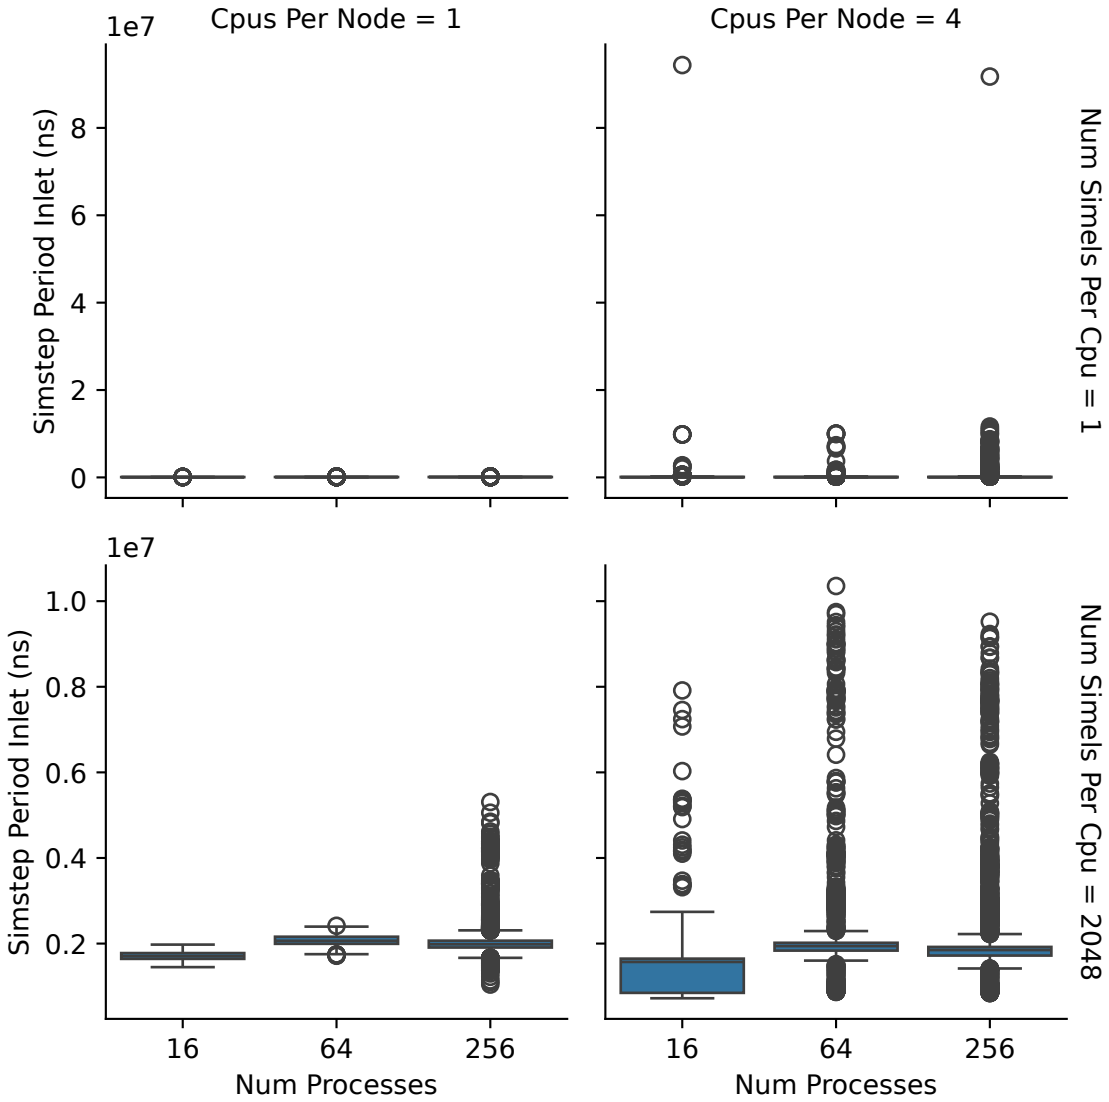 Cpus Per Node = 1
Cpus Per Node = 4
1e7
8
6
4
2
0
Simstep Period Inlet (ns)
Num Simels Per Cpu = 1
1e7
1.0
0.8
0.6
0.4
0.2
Simstep Period Inlet (ns)
Num Simels Per Cpu = 2048
16
64
256
16
64
256
Num Processes
Num Processes